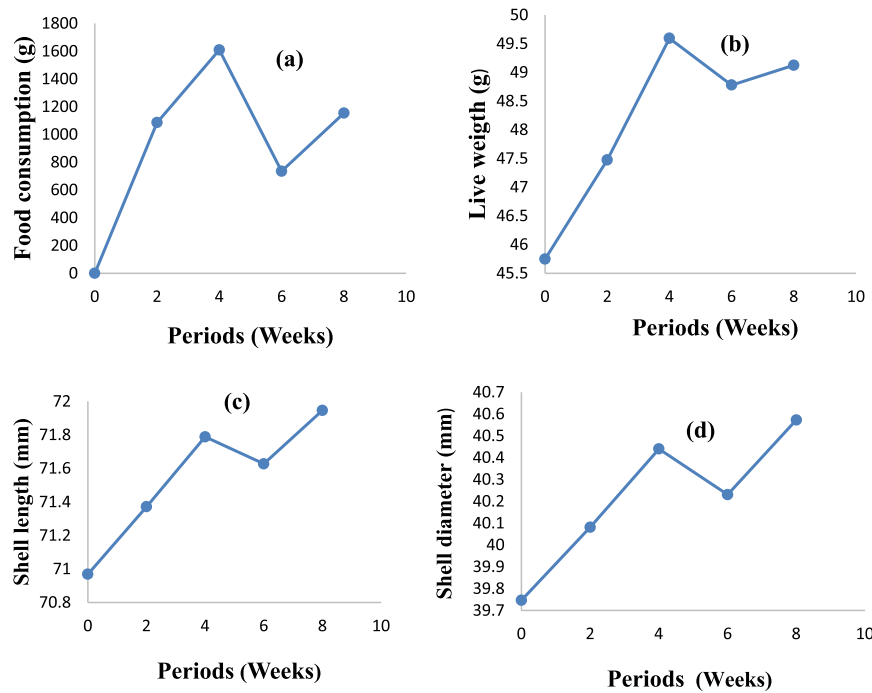 (a)
Food consumption (g)
1800
1600
1400
1200
1000
800
600
400
200
0
0 2 4 6 8 10
Periods (Weeks)
(b)
Live weigth (g)
50
49.5
49
48.5
48
47.5
47
46.5
46
45.5
0 2 4 6 8 10
Periods (Weeks)
(c)
Shell length (mm)
72
71.8
71.6
71.4
71.2
71
70.8
0 2 4 6 8 10
Periods (Weeks)
(d)
Shell diameter (mm)
40.7
40.6
40.5
40.4
40.3
40.2
40.1
40
39.9
39.8
39.7
0 2 4 6 8 10
Periods (Weeks)